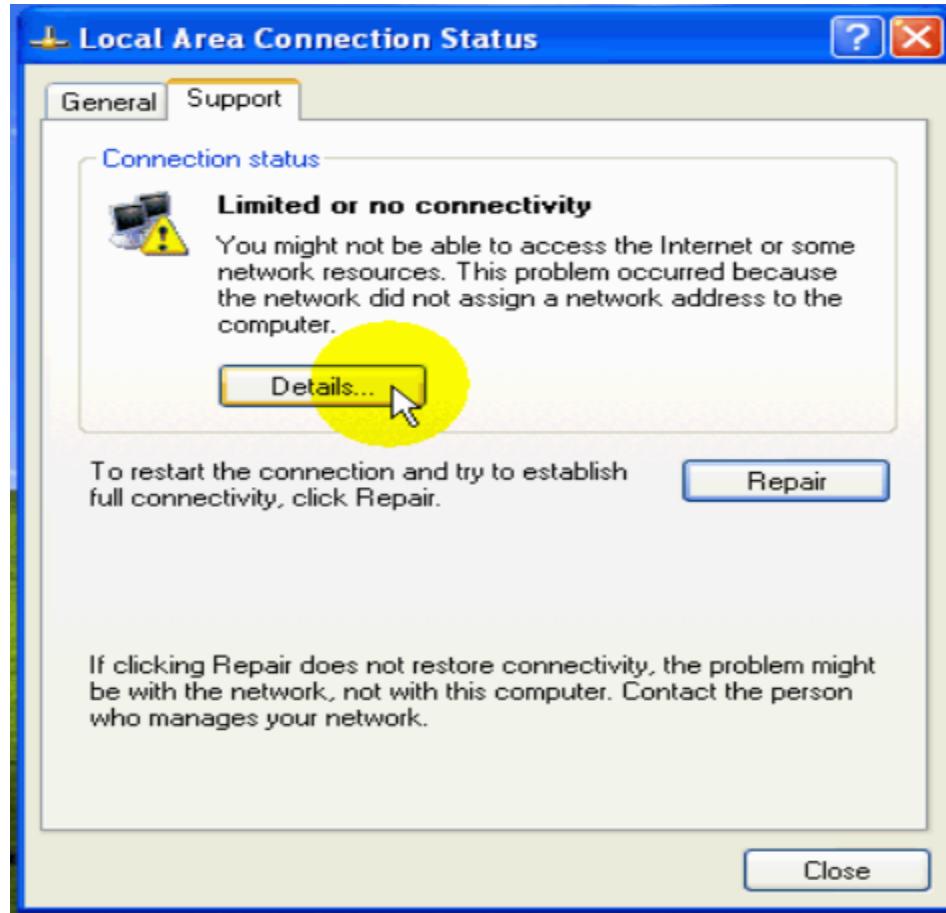 Local Area Connection Status
General
Support
Connection status
Limited or no connectivity
You might not be able to access the Internet or some
network resources. This problem occurred because
the network did not assign a network address to the
computer.
Details...
To restart the connection and try to establish
full connectivity, click Repair.
Repair
If clicking Repair does not restore connectivity, the problem might
be with the network, not with this computer. Contact the person
who manages your network.
Close